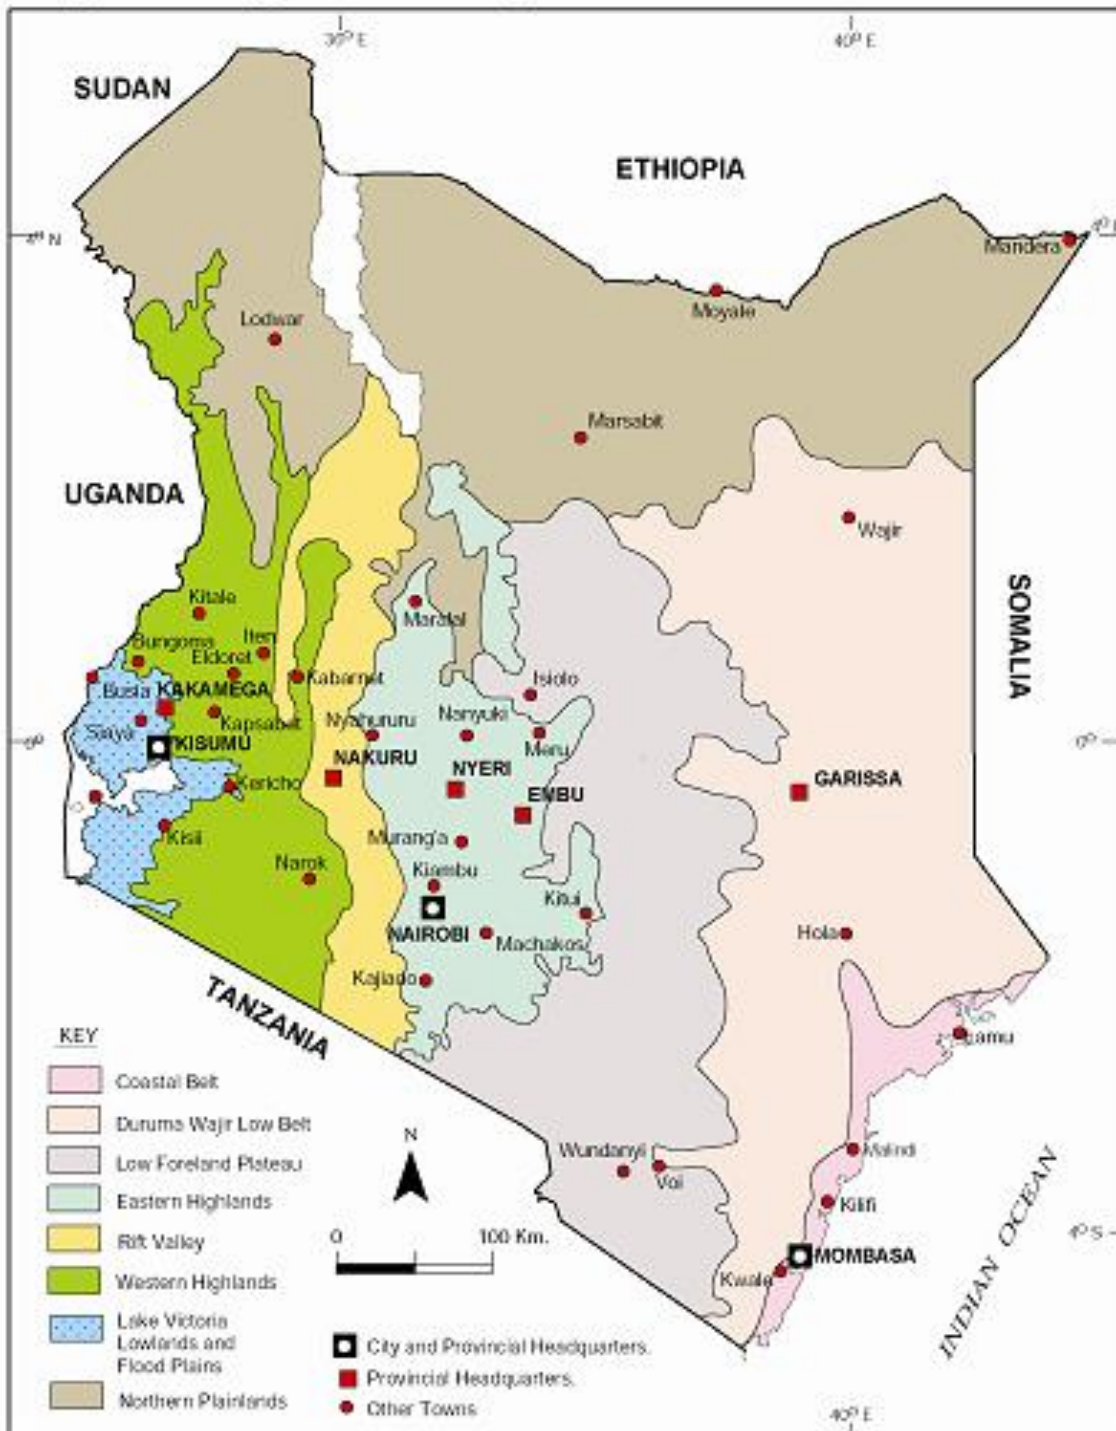 36° E
40° E
SUDAN
ETHIOPIA
4° N
Mandera
Moyale
Lodwar
Marsabit
UGANDA
Wajir
SOMALIA
Kitale
Maralal
Bungoma
Iten
Eldoret
Kabarnet
Isiolo
Busia
KAKAMEGA
Siaya
Kapsabet
Nyahururu
Nanyuki
Meru
0°
KISUMU
0°
NAKURU
NYERI
GARISSA
Kericho
EMBU
Kisii
Murang'a
Narok
Kiambu
Kitui
NAIROBI
Machakos
Hola
Kajiado
TANZANIA
Lamu
KEY
Coastal Belt
Duruma Wajir Low Belt
Low Foreland Plateau
Eastern Highlands
Rift Valley
Western Highlands
Lake Victoria
Lowlands and
Flood Plains
Northern Plainlands
N
0
100 Km.
Wundanyi
Voi
Malindi
Kilifi
MOMBASA
Kwale
4° S
INDIAN OCEAN
City and Provincial Headquarters.
Provincial Headquarters.
Other Towns
40° E